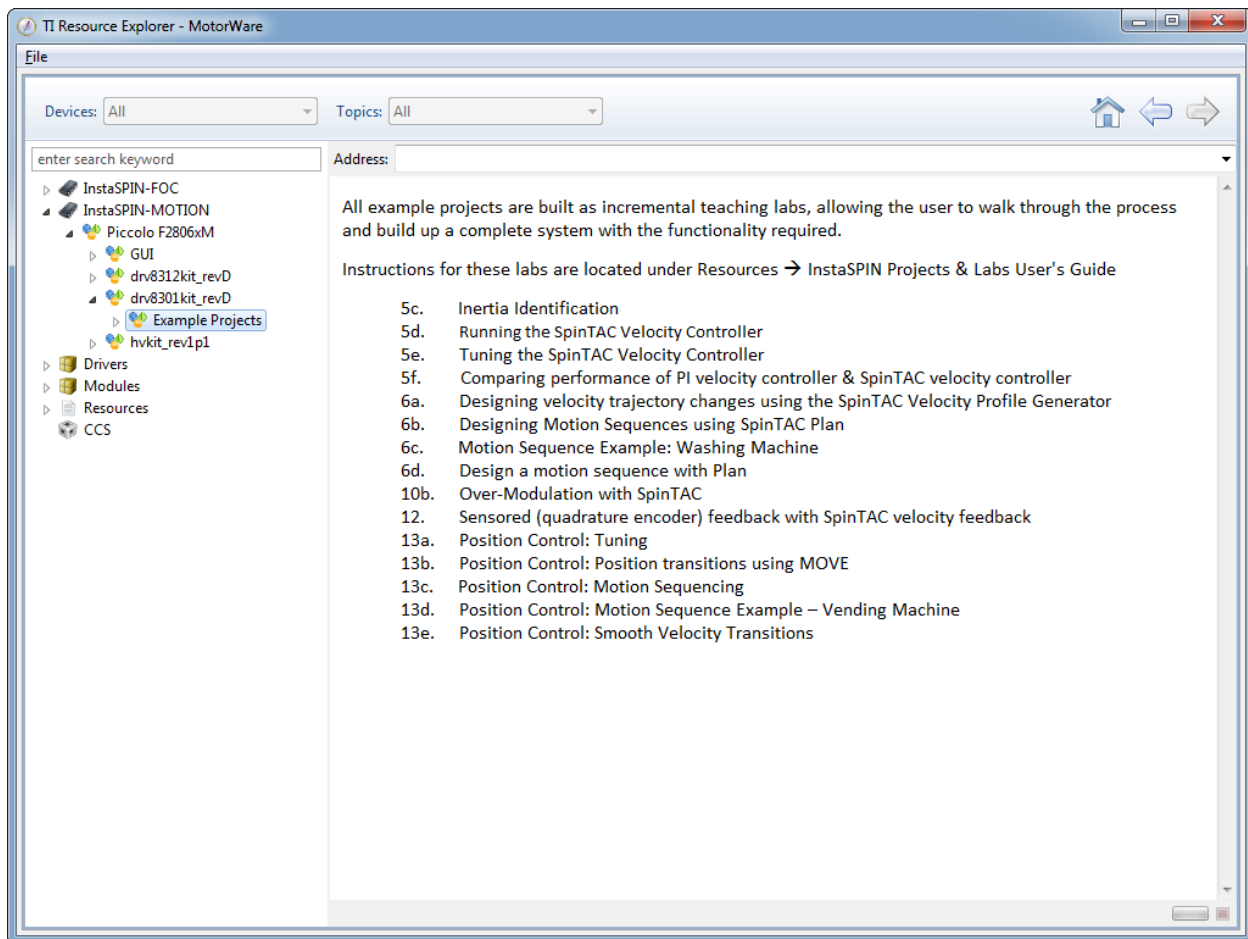 TI Resource Explorer - MotorWare
File
Devices: All
Topics: All
enter search keyword
Address:
InstaSPIN-FOC
InstaSPIN-MOTION
Piccolo F2806xM
GUI
drv8312kit_revD
drv8301kit_revD
Example Projects
hvkit_rev1p1
Drivers
Modules
Resources
CCS
All example projects are built as incremental teaching labs, allowing the user to walk through the process
and build up a complete system with the functionality required.
Instructions for these labs are located under Resources → InstaSPIN Projects & Labs User's Guide
5c. Inertia Identification
5d. Running the SpinTAC Velocity Controller
5e. Tuning the SpinTAC Velocity Controller
5f. Comparing performance of PI velocity controller & SpinTAC velocity controller
6a. Designing velocity trajectory changes using the SpinTAC Velocity Profile Generator
6b. Designing Motion Sequences using SpinTAC Plan
6c. Motion Sequence Example: Washing Machine
6d. Design a motion sequence with Plan
10b. Over-Modulation with SpinTAC
12. Sensored (quadrature encoder) feedback with SpinTAC velocity feedback
13a. Position Control: Tuning
13b. Position Control: Position transitions using MOVE
13c. Position Control: Motion Sequencing
13d. Position Control: Motion Sequence Example – Vending Machine
13e. Position Control: Smooth Velocity Transitions